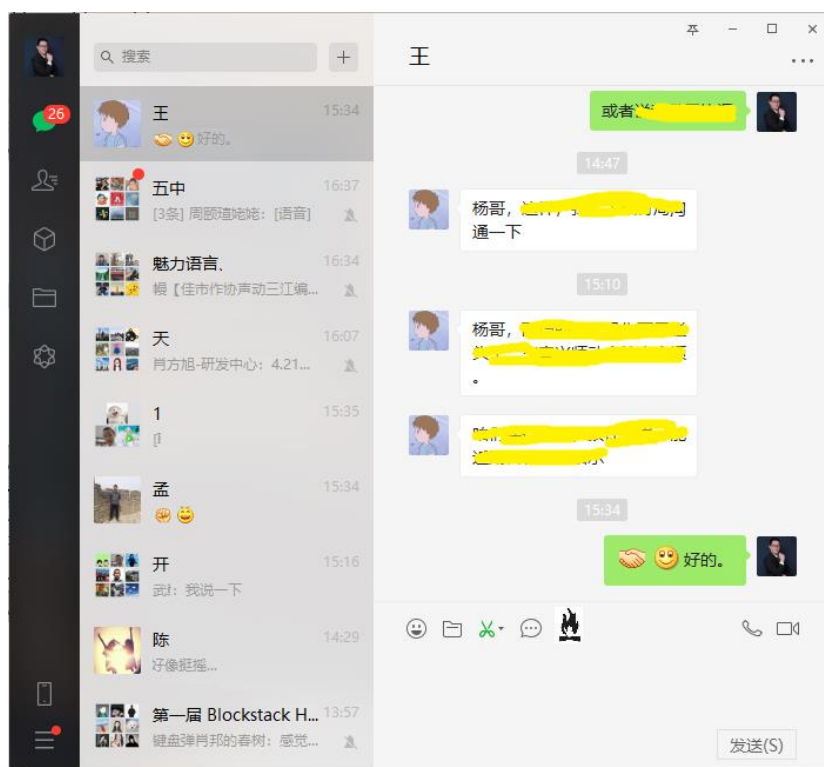 搜索
26
王
15:34
好的。
五中
16:37
[3条] 周颐瑄姥姥：[语音]
魅力语言、
16:34
幔【佳市作协声动三江编...
天
16:07
肖方旭-研发中心：4.21...
1
15:35
孟
15:34
开
15:16
武：我说一下
陈
14:29
好像挺摇...
第一届 Blockstack H...
13:57
键盘弹肖邦的春树：感觉...
王
或者
14:47
杨哥，
通一下
15:10
杨哥，
。
15:34
好的。
发送(S)